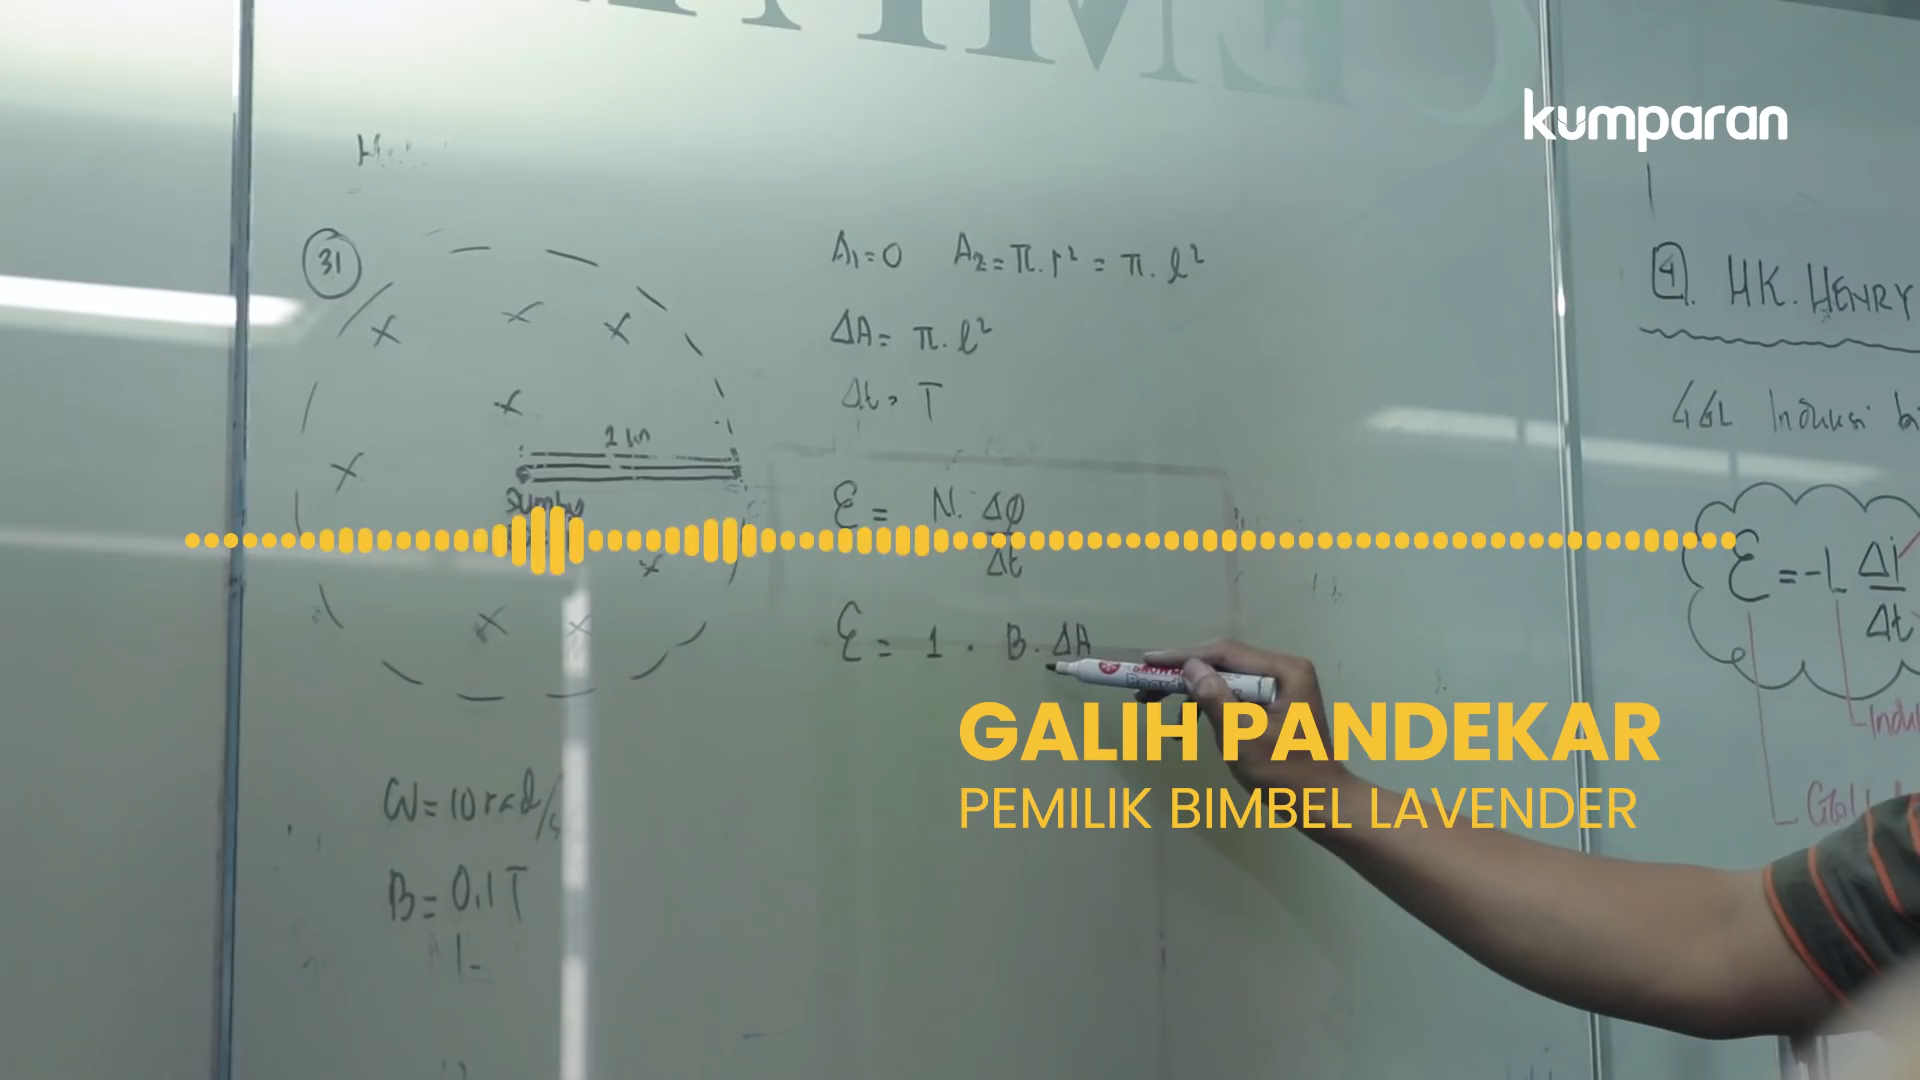 kumparan
31
A₁=0 A₂=π.r²=π.l²
ΔA=π.l²
Δt=T
ε= N. Δφ
Δt
ε= 1 . B. ΔA
ω=10 rad/s
B=0,1 T
4. HK. HENRY
GGL Induksi
ε=-L Δi
Δt
GALIH PANDEKAR
PEMILIK BIMBEL LAVENDER